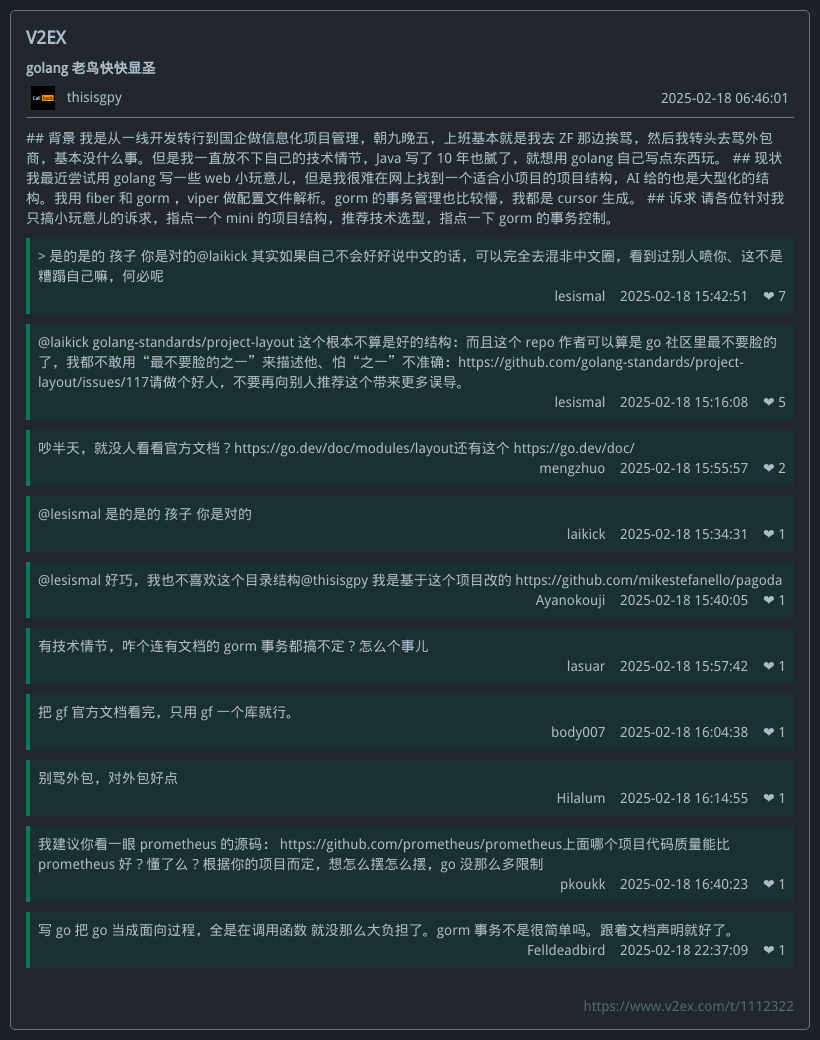 V2EX
golang 老鸟快快显圣
Call
thisisgpy 2025-02-18 06:46:01
## 背景 我是从一线开发转行到国企做信息化项目管理，朝九晚五，上班基本就是我去 ZF 那边挨骂，然后我转头去骂外包
商，基本没什么事。但是我一直放不下自己的技术情节，Java 写了 10 年也腻了，就想用 golang 自己写点东西玩。 ## 现状
我最近尝试用 golang 写一些 web 小玩意儿，但是我很难在网上找到一个适合小项目的项目结构，AI 给的也是大型化的结
构。我用 fiber 和 gorm ，viper 做配置文件解析。gorm 的事务管理也比较懵，我都是 cursor 生成。 ## 诉求 请各位针对我
只搞小玩意儿的诉求，指点一个 mini 的项目结构，推荐技术选型，指点一下 gorm 的事务控制。
> 是的是的 孩子 你是对的@laikick 其实如果自己不会好好说中文的话，可以完全去混非中文圈，看到过别人喷你、这不是
糟蹋自己嘛，何必呢
lesismal 2025-02-18 15:42:51 ❤ 7
@laikick golang-standards/project-layout 这个根本不算是好的结构：而且这个 repo 作者可以算是 go 社区里最不要脸的
了，我都不敢用“最不要脸的之一”来描述他、怕“之一”不准确：https://github.com/golang-standards/project-
layout/issues/117请做个好人，不要再向别人推荐这个带来更多误导。
lesismal 2025-02-18 15:16:08 ❤ 5
吵半天，就没人看看官方文档？https://go.dev/doc/modules/layout还有这个 https://go.dev/doc/
mengzhuo 2025-02-18 15:55:57 ❤ 2
@lesismal 是的是的 孩子 你是对的
laikick 2025-02-18 15:34:31 ❤ 1
@lesismal 好巧，我也不喜欢这个目录结构@thisisgpy 我是基于这个项目改的 https://github.com/mikestefanello/pagoda
Ayanokouji 2025-02-18 15:40:05 ❤ 1
有技术情节，咋个连有文档的 gorm 事务都搞不定？怎么个事儿
lasuar 2025-02-18 15:57:42 ❤ 1
把 gf 官方文档看完，只用 gf 一个库就行。
body007 2025-02-18 16:04:38 ❤ 1
别骂外包，对外包好点
Hilalum 2025-02-18 16:14:55 ❤ 1
我建议你看一眼 prometheus 的源码： https://github.com/prometheus/prometheus上面哪个项目代码质量能比
prometheus 好？懂了么？根据你的项目而定，想怎么摆怎么摆，go 没那么多限制
pkoukk 2025-02-18 16:40:23 ❤ 1
写 go 把 go 当成面向过程，全是在调用函数 就没那么大负担了。gorm 事务不是很简单吗。跟着文档声明就好了。
Felldeadbird 2025-02-18 22:37:09 ❤ 1
https://www.v2ex.com/t/1112322